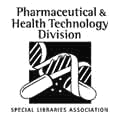 Pharmaceutical &
Health Technology
Division
SPECIAL LIBRARIES ASSOCIATION